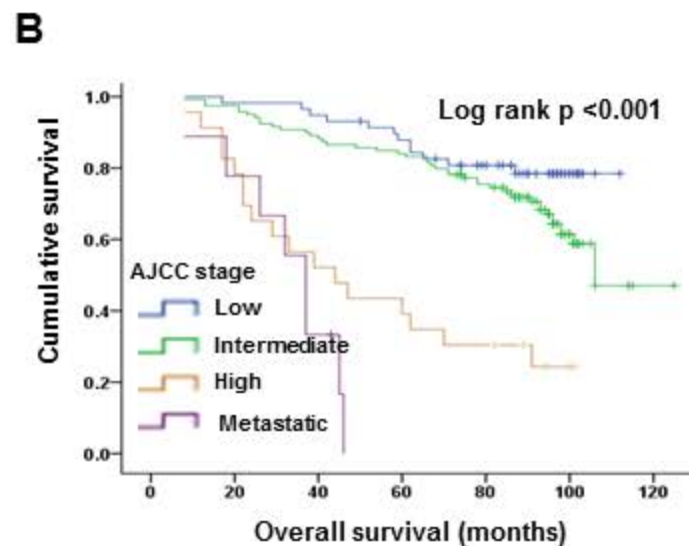 B
Log rank p <0.001
Cumulative survival
1.0
0.8
0.6
0.4
0.2
0.0
AJCC stage
Low
Intermediate
High
Metastatic
0 20 40 60 80 100 120
Overall survival (months)